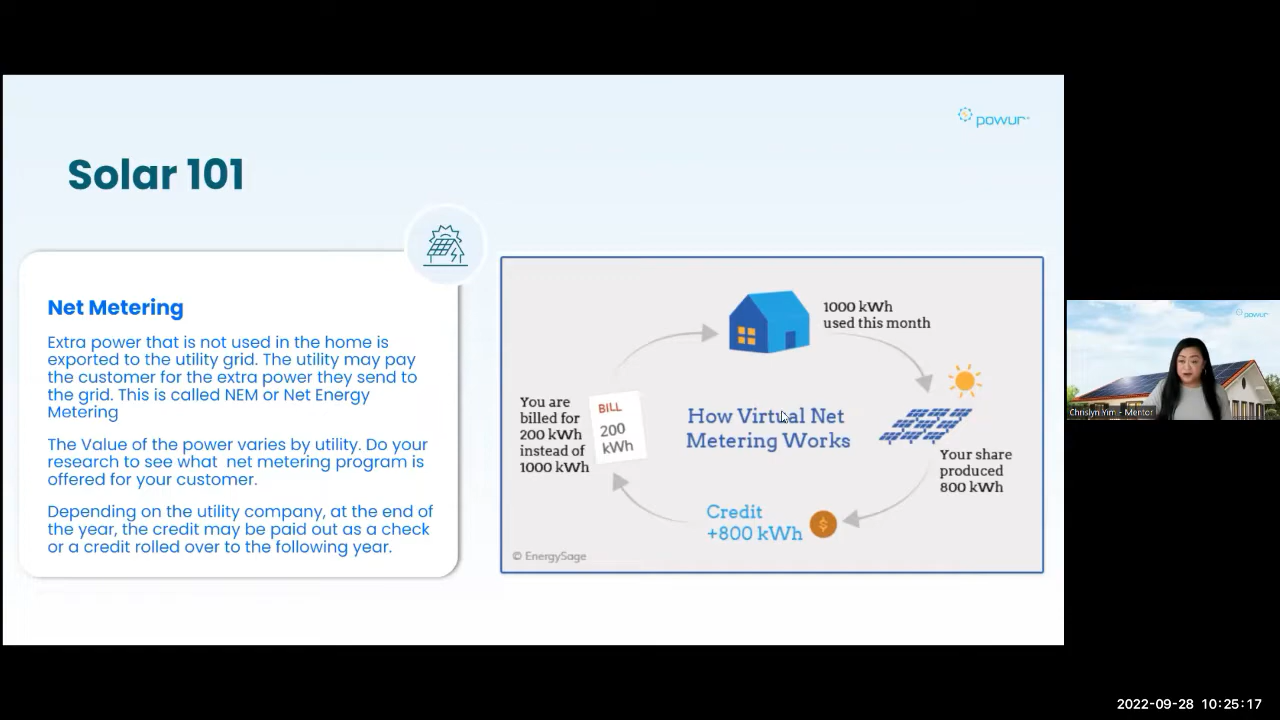 powur
Solar 101
Net Metering
Extra power that is not used in the home is
exported to the utility grid. The utility may pay
the customer for the extra power they send to
the grid. This is called NEM or Net Energy
Metering
The Value of the power varies by utility. Do your
research to see what net metering program is
offered for your customer.
Depending on the utility company, at the end of
the year, the credit may be paid out as a check
or a credit rolled over to the following year.
1000 kWh
used this month
You are
billed for
200 kWh
instead of
1000 kWh
BILL
200
kWh
How Virtual Net
Metering Works
Your share
produced
800 kWh
Credit
+800 kWh
$
© EnergySage
powur
Chrislyn Yim - Mentor
2022-09-28 10:25:17